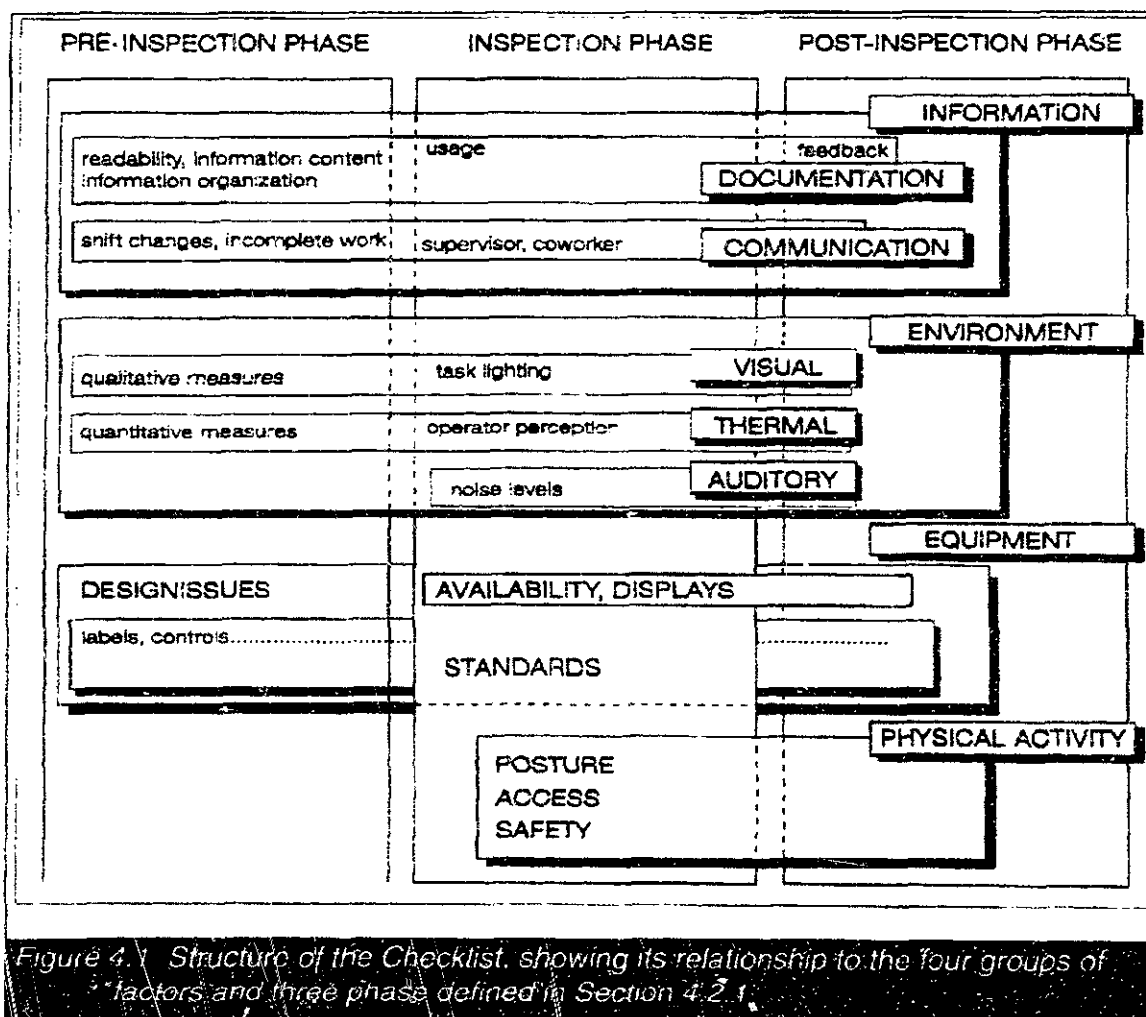 PRE-INSPECTION PHASE
INSPECTION PHASE
POST-INSPECTION PHASE
INFORMATION
readability, information content
information organization
usage
feedback
DOCUMENTATION
shift changes, incomplete work
supervisor, coworker
COMMUNICATION
ENVIRONMENT
qualitative measures
task lighting
VISUAL
quantitative measures
operator perception
THERMAL
noise levels
AUDITORY
EQUIPMENT
DESIGN ISSUES
AVAILABILITY, DISPLAYS
labels, controls
STANDARDS
PHYSICAL ACTIVITY
POSTURE
ACCESS
SAFETY
Figure 4.1 Structure of the Checklist, showing its relationship to the four groups of
factors and three phase defined in Section 4.2.1.